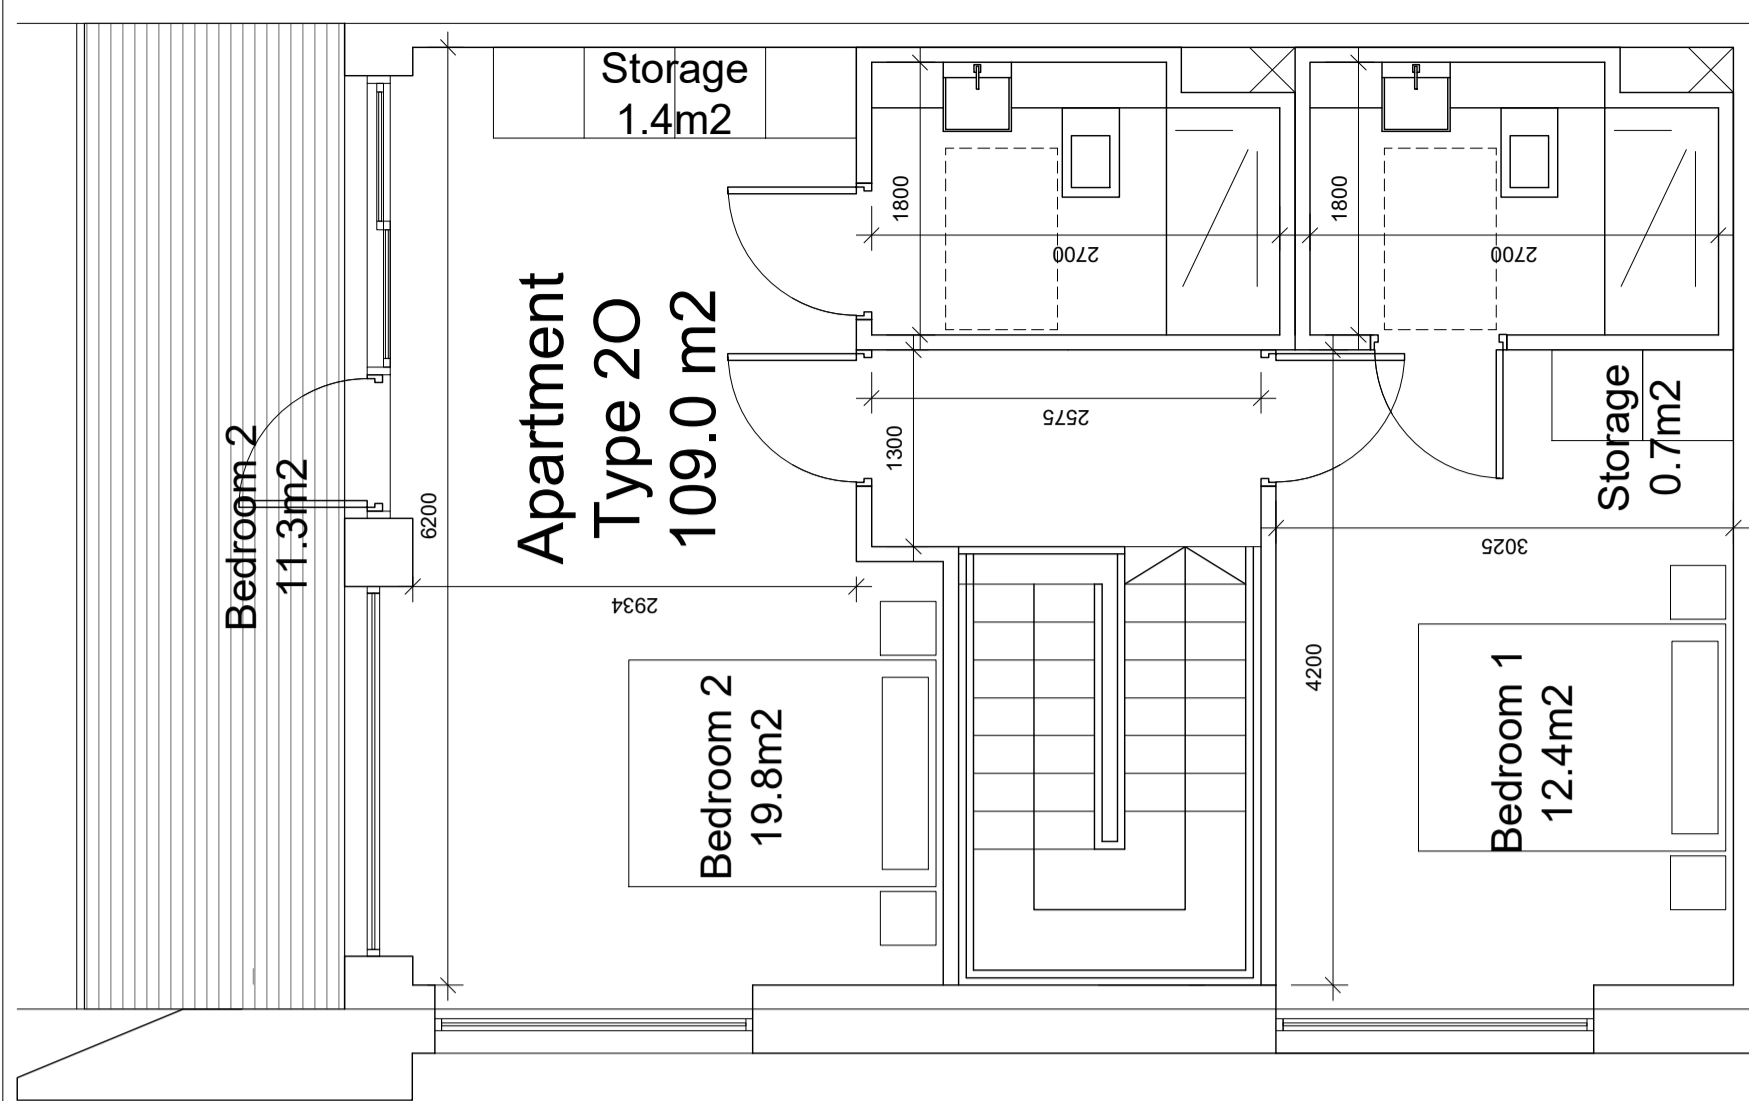 Storage
1.4m2
1800
2700
1800
2700
Apartment
Type 2O
109.0 m2
Bedroom 2
11.3m2
6200
1300
2575
Storage
0.7m2
3025
2934
4200
Bedroom 2
19.8m2
Bedroom 1
12.4m2